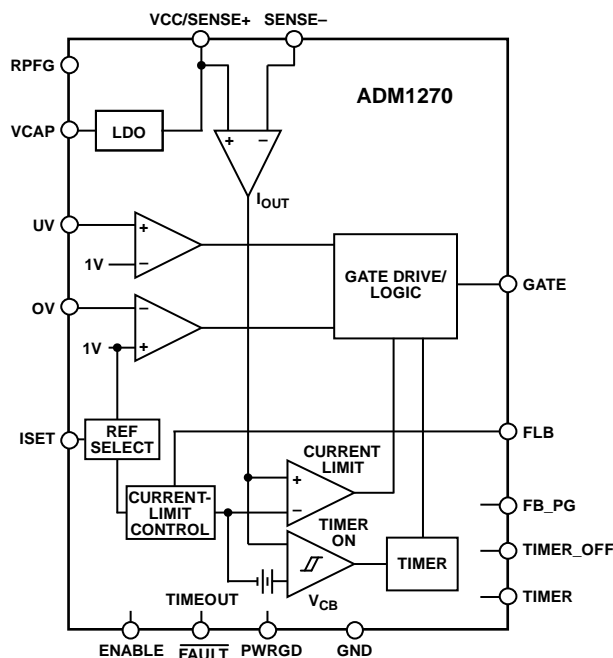 VCC/SENSE+ SENSE–
RPFG
ADM1270
VCAP
LDO
+ –
IOUT
UV
+
1V
–
GATE DRIVE/
LOGIC
GATE
OV
–
1V
+
ISET
REF
SELECT
FLB
CURRENT
LIMIT
+
–
CURRENT-
LIMIT
CONTROL
FB_PG
TIMER
ON
TIMER
TIMER_OFF
VCB
TIMER
TIMEOUT
ENABLE FAULT PWRGD GND